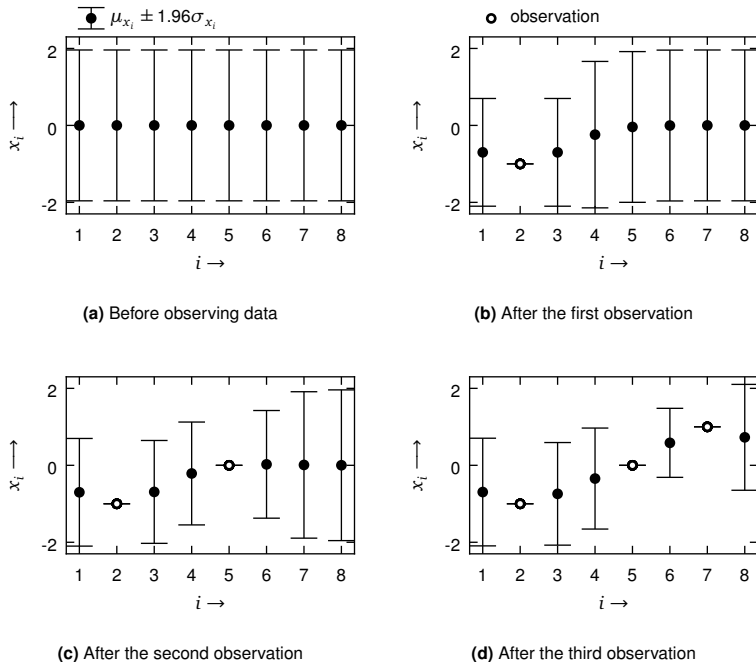 μxᵢ ± 1.96σxᵢ
observation
2
0
-2
xᵢ →
1 2 3 4 5 6 7 8
i →
2
0
-2
xᵢ →
1 2 3 4 5 6 7 8
i →
(a) Before observing data
(b) After the first observation
2
0
-2
xᵢ →
1 2 3 4 5 6 7 8
i →
2
0
-2
xᵢ →
1 2 3 4 5 6 7 8
i →
(c) After the second observation
(d) After the third observation